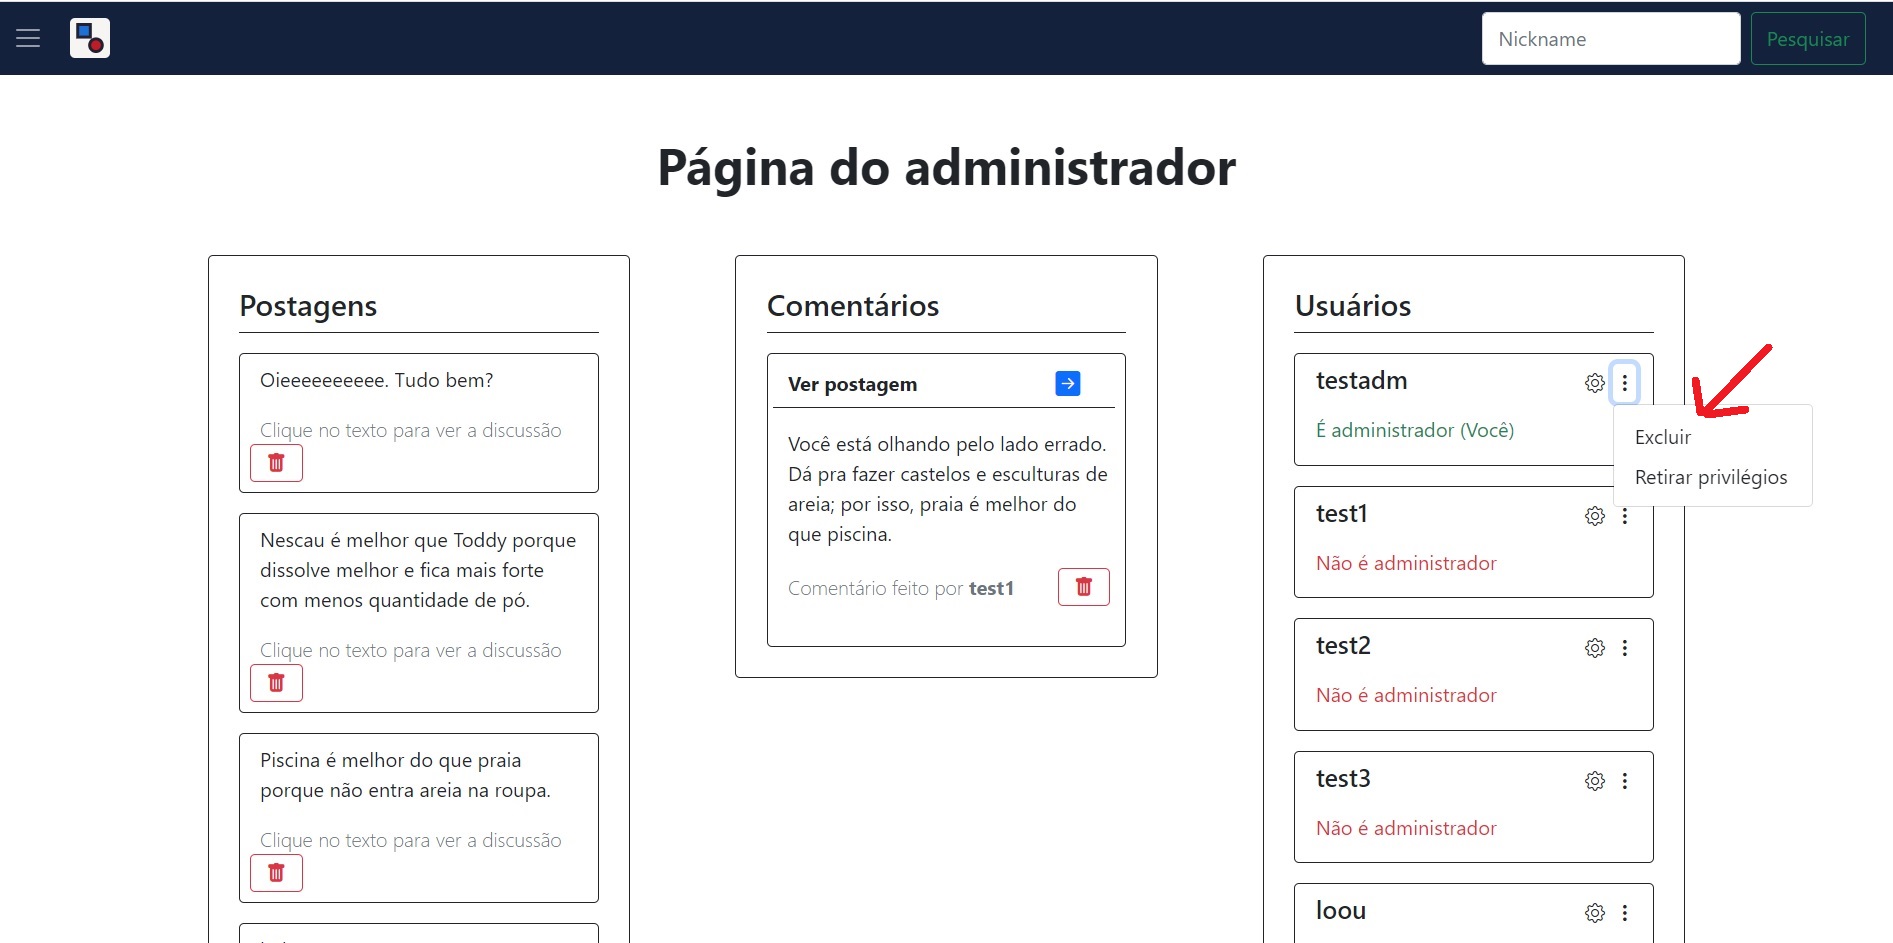 Nickname
Pesquisar
Página do administrador
Postagens
Oieeeeeeeeee. Tudo bem?
Clique no texto para ver a discussão
Nescau é melhor que Toddy porque
dissolve melhor e fica mais forte
com menos quantidade de pó.
Clique no texto para ver a discussão
Piscina é melhor do que praia
porque não entra areia na roupa.
Clique no texto para ver a discussão
Comentários
Ver postagem
Você está olhando pelo lado errado.
Dá pra fazer castelos e esculturas de
areia; por isso, praia é melhor do
que piscina.
Comentário feito por test1
Usuários
testadm
É administrador (Você)
Excluir
Retirar privilégios
test1
Não é administrador
test2
Não é administrador
test3
Não é administrador
loou